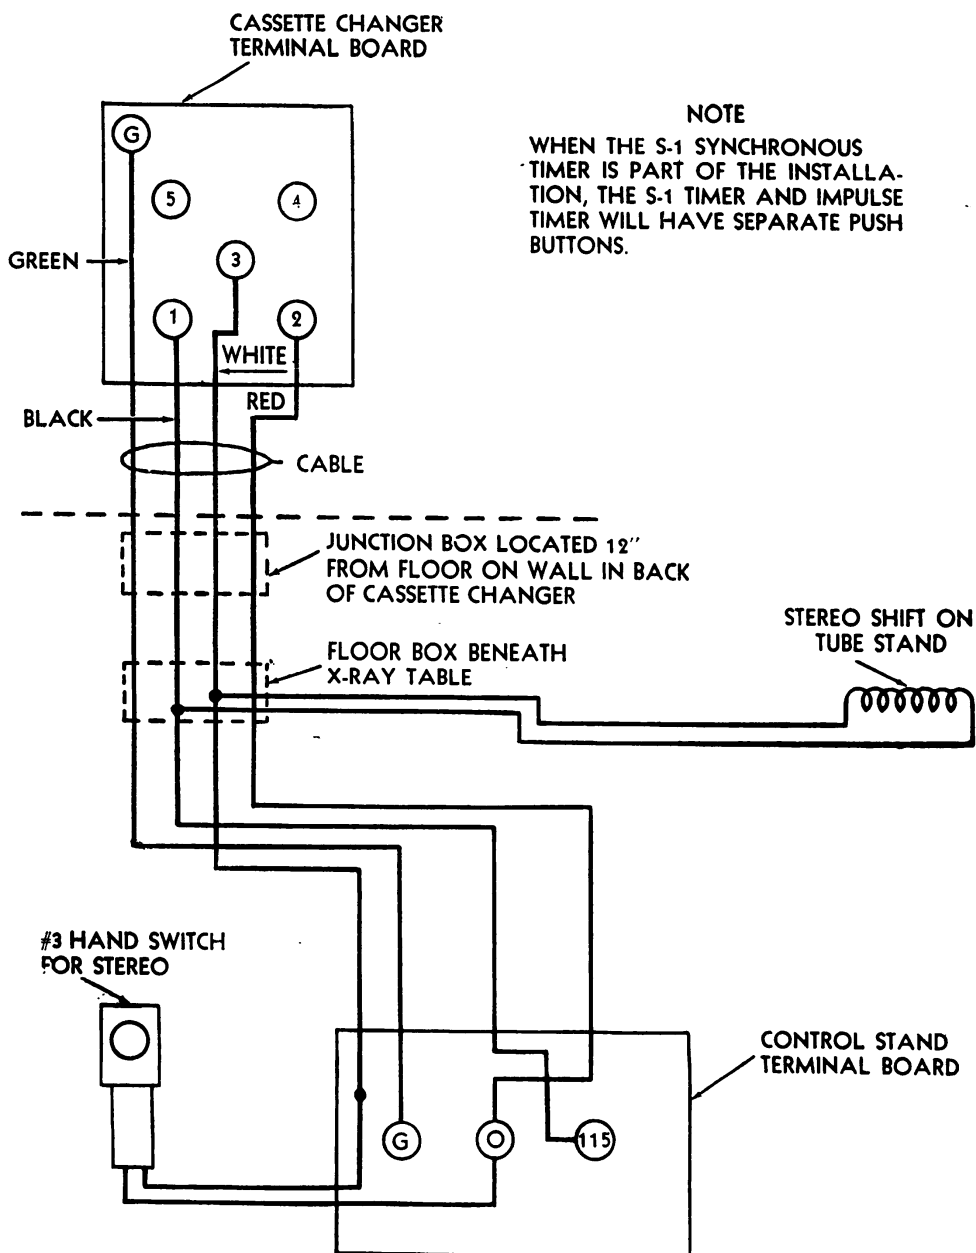 CASSETTE CHANGER
TERMINAL BOARD
NOTE
WHEN THE S-1 SYNCHRONOUS
TIMER IS PART OF THE INSTALLA-
TION, THE S-1 TIMER AND IMPULSE
TIMER WILL HAVE SEPARATE PUSH
BUTTONS.
G
5
4
GREEN
3
1
2
WHITE
RED
BLACK
CABLE
JUNCTION BOX LOCATED 12"
FROM FLOOR ON WALL IN BACK
OF CASSETTE CHANGER
STEREO SHIFT ON
TUBE STAND
FLOOR BOX BENEATH
X-RAY TABLE
#3 HAND SWITCH
FOR STEREO
CONTROL STAND
TERMINAL BOARD
G
O
115